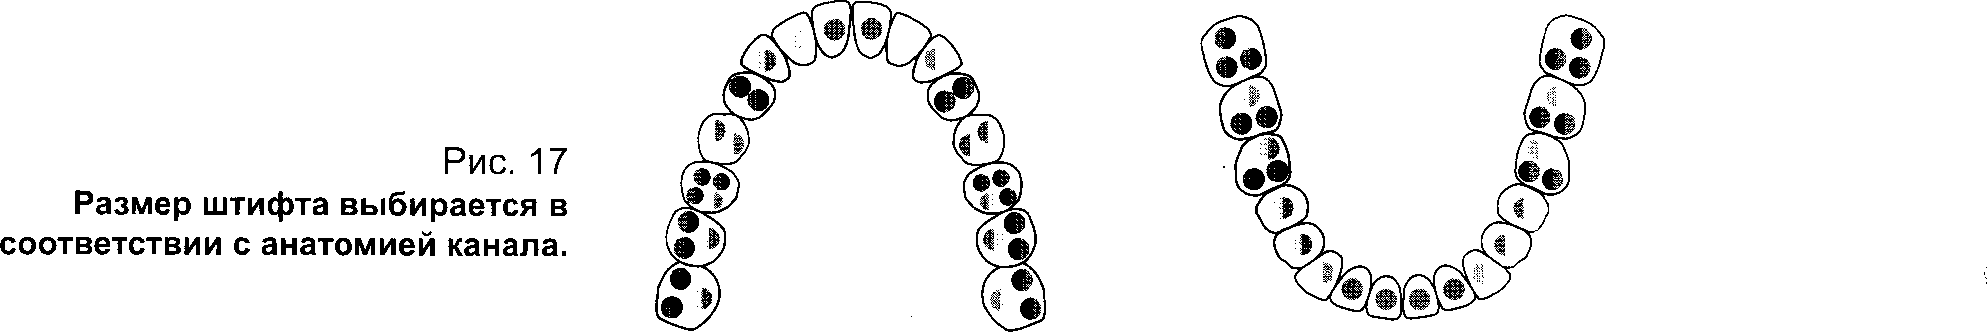 Рис. 17
Размер штифта выбирается в
соответствии с анатомией канала.